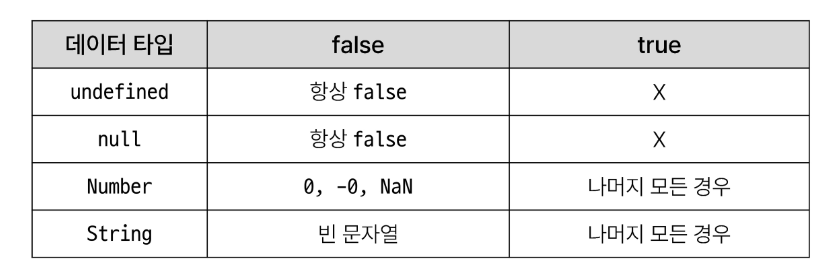 데이터 타입 false true
undefined 항상 false X
null 항상 false X
Number 0, -0, NaN 나머지 모든 경우
String 빈 문자열 나머지 모든 경우